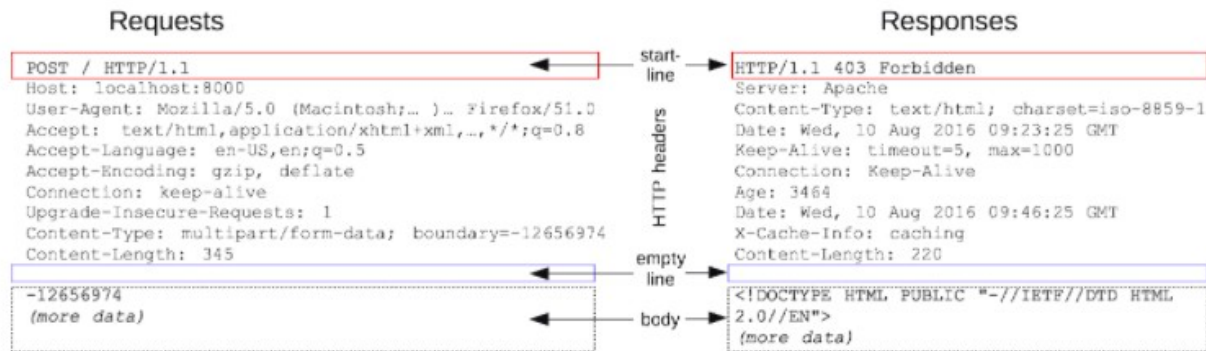 Requests
POST / HTTP/1.1
Host: localhost:8000
User-Agent: Mozilla/5.0 (Macintosh;… )… Firefox/51.0
Accept: text/html,application/xhtml+xml,…,*/*;q=0.8
Accept-Language: en-US,en;q=0.5
Accept-Encoding: gzip, deflate
Connection: keep-alive
Upgrade-Insecure-Requests: 1
Content-Type: multipart/form-data; boundary=-12656974
Content-Length: 345
-12656974
(more data)
start-
line
HTTP headers
empty
line
body
Responses
HTTP/1.1 403 Forbidden
Server: Apache
Content-Type: text/html; charset=iso-8859-1
Date: Wed, 10 Aug 2016 09:23:25 GMT
Keep-Alive: timeout=5, max=1000
Connection: Keep-Alive
Age: 3464
Date: Wed, 10 Aug 2016 09:46:25 GMT
X-Cache-Info: caching
Content-Length: 220
<!DOCTYPE HTML PUBLIC "-//IETF//DTD HTML
2.0//EN">
(more data)